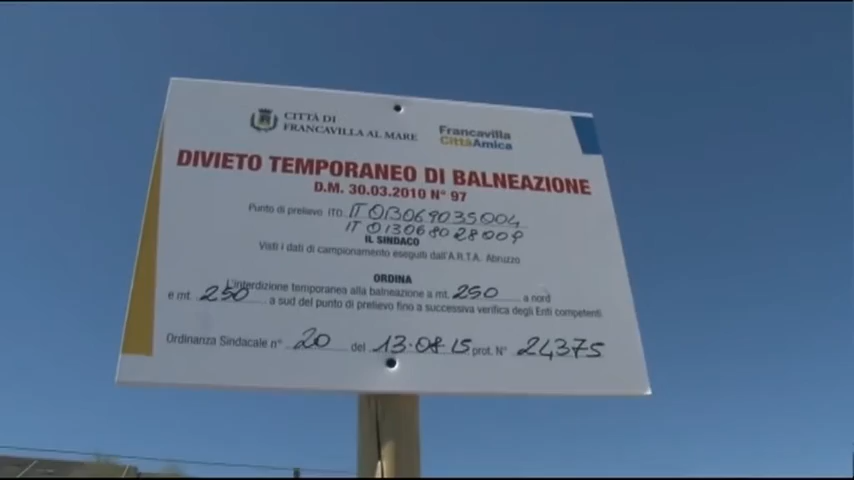 CITTÀ DI
FRANCAVILLA AL MARE
Francavilla
CittàAmica
DIVIETO TEMPORANEO DI BALNEAZIONE
D.M. 30.03.2010 N° 97
Punto di prelievo ITO IT013069035004
IT 013068028009
IL SINDACO
Visti i dati di campionamento eseguiti dall'A.R.T.A. Abruzzo
ORDINA
L'interdizione temporanea alla balneazione a mt. 250 a nord
e mt. 250 a sud del punto di prelievo fino a successiva verifica degli Enti competenti
Ordinanza Sindacale n° 20 del 13.08.15 prot. N° 24375